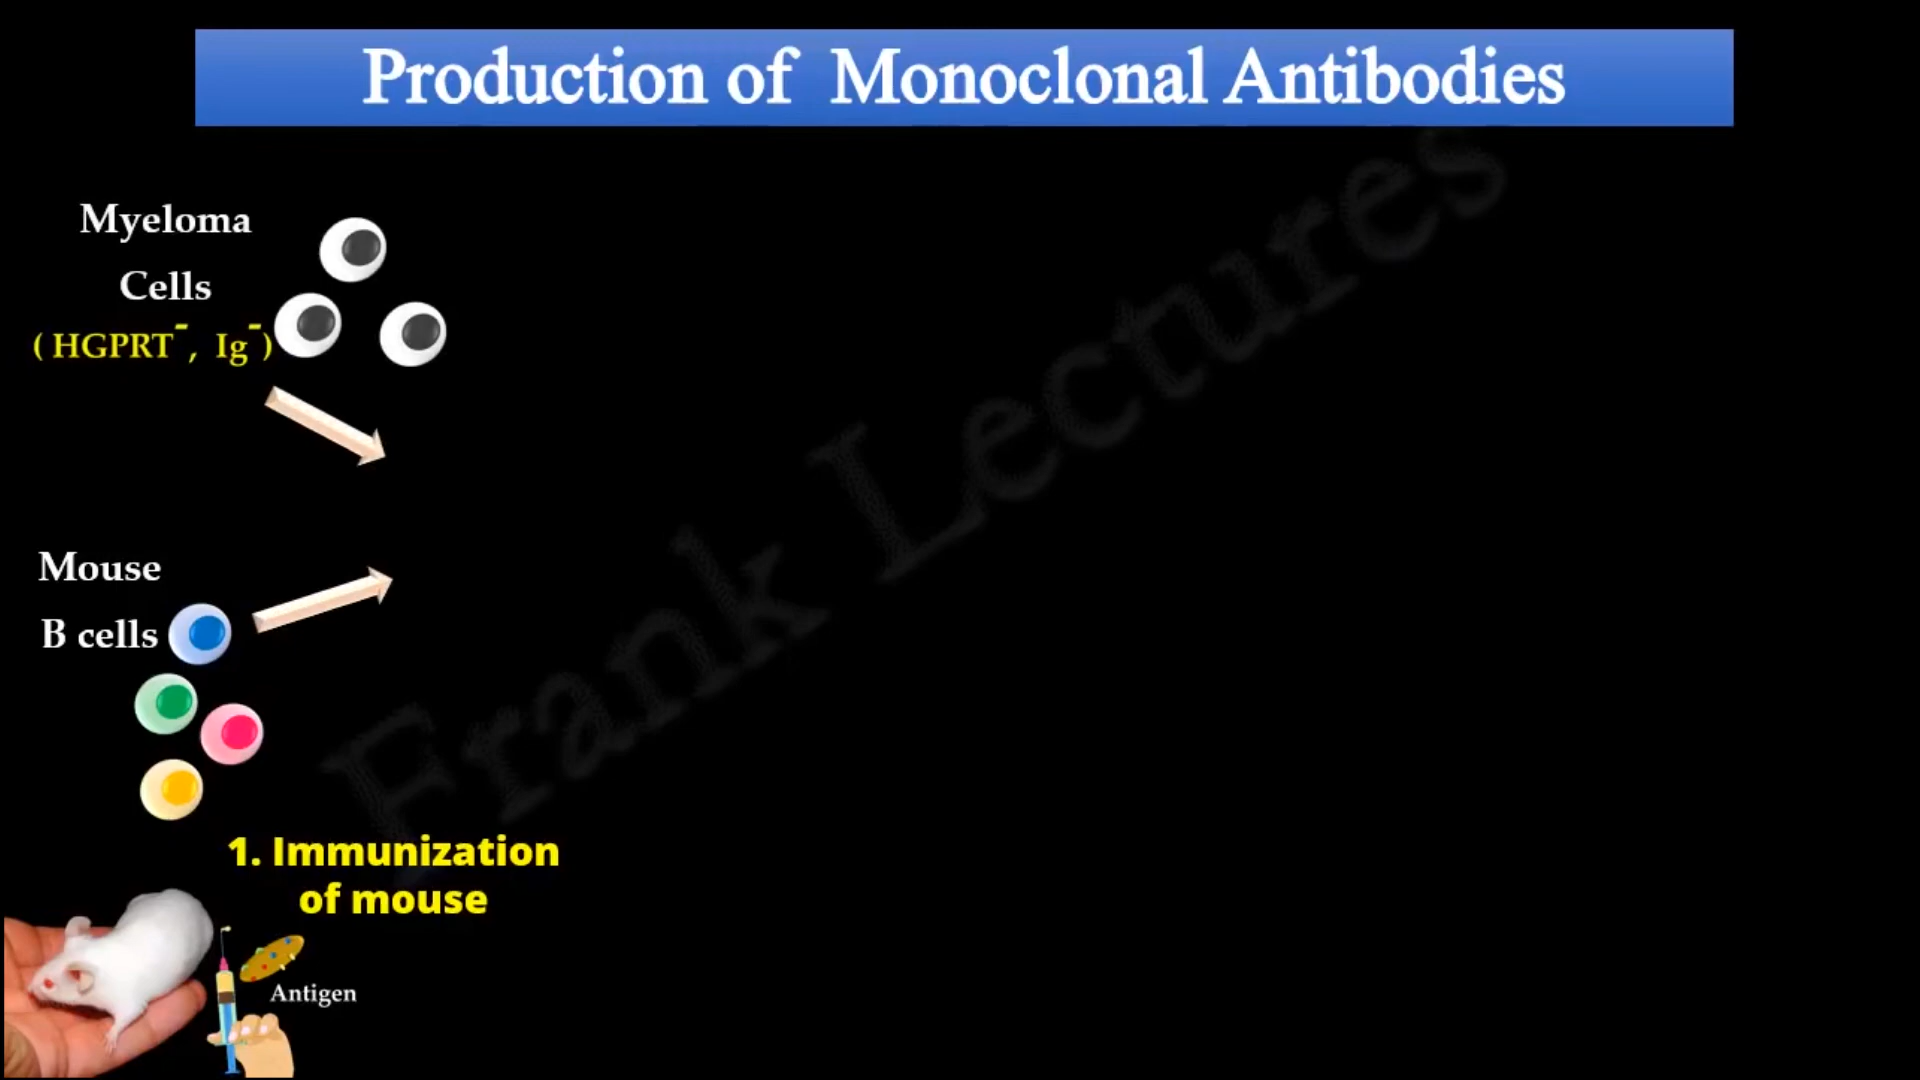 Production of Monoclonal Antibodies
Myeloma
Cells
( HGPRT⁻, Ig⁻)
Mouse
B cells
1. Immunization
of mouse
Antigen
Frank Lectures